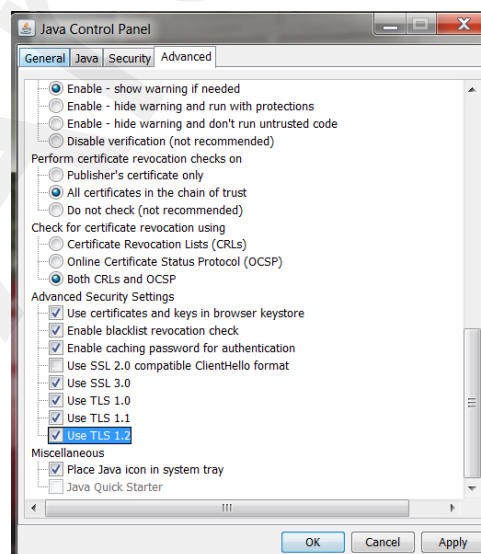 Java Control Panel
General Java Security Advanced
Enable - show warning if needed
Enable - hide warning and run with protections
Enable - hide warning and don't run untrusted code
Disable verification (not recommended)
Perform certificate revocation checks on
Publisher's certificate only
All certificates in the chain of trust
Do not check (not recommended)
Check for certificate revocation using
Certificate Revocation Lists (CRLs)
Online Certificate Status Protocol (OCSP)
Both CRLs and OCSP
Advanced Security Settings
Use certificates and keys in browser keystore
Enable blacklist revocation check
Enable caching password for authentication
Use SSL 2.0 compatible ClientHello format
Use SSL 3.0
Use TLS 1.0
Use TLS 1.1
Use TLS 1.2
Miscellaneous
Place Java icon in system tray
Java Quick Starter
OK Cancel Apply